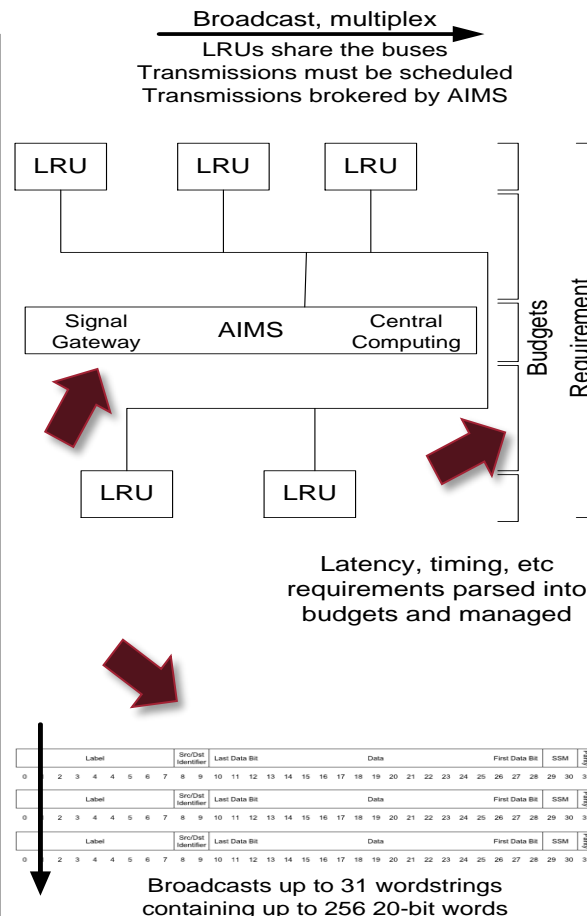 Broadcast, multiplex
LRUs share the buses
Transmissions must be scheduled
Transmissions brokered by AIMS
LRU LRU LRU
Signal Gateway AIMS Central Computing
Budgets
Requirement
LRU LRU
Latency, timing, etc
requirements parsed into
budgets and managed
Label Src/Dst Identifier Last Data Bit Data First Data Bit SSM
0 2 3 4 4 5 6 7 8 9 10 11 12 13 14 15 16 17 18 19 20 21 22 23 24 25 26 27 28 29 30
Label Src/Dst Identifier Last Data Bit Data First Data Bit SSM
0 2 3 4 4 5 6 7 8 9 10 11 12 13 14 15 16 17 18 19 20 21 22 23 24 25 26 27 28 29 30
Label Src/Dst Identifier Last Data Bit Data First Data Bit SSM
0 2 3 4 4 5 6 7 8 9 10 11 12 13 14 15 16 17 18 19 20 21 22 23 24 25 26 27 28 29 30
Broadcasts up to 31 wordstrings
containing up to 256 20-bit words